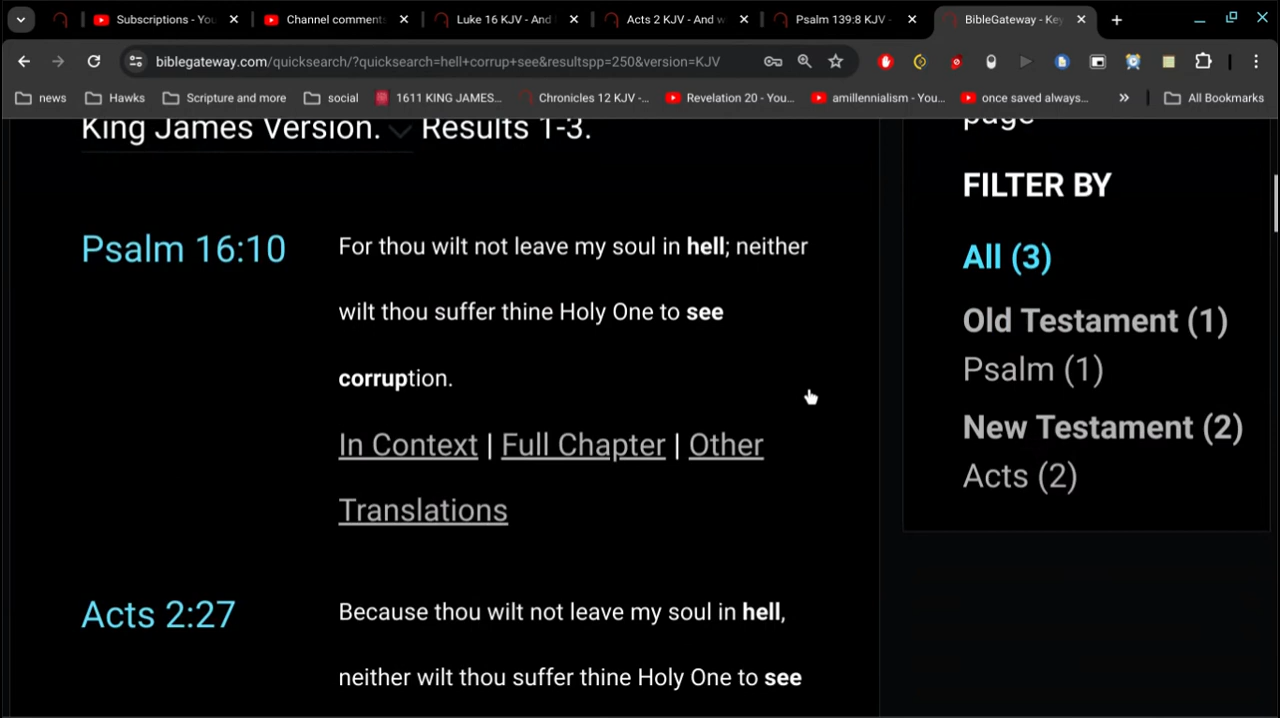 Subscriptions - You
Channel comments
Luke 16 KJV - And
Acts 2 KJV - And w
Psalm 139:8 KJV -
BibleGateway - Key
biblegateway.com/quicksearch/?quicksearch=hell+corrup+see&resultspp=250&version=KJV
news
Hawks
Scripture and more
social
1611 KING JAMES...
Chronicles 12 KJV -...
Revelation 20 - You...
amillennialism - You...
once saved always...
All Bookmarks
King James Version. Results 1-3.
Psalm 16:10
For thou wilt not leave my soul in hell; neither
wilt thou suffer thine Holy One to see
corruption.
In Context | Full Chapter | Other
Translations
Acts 2:27
Because thou wilt not leave my soul in hell,
neither wilt thou suffer thine Holy One to see
page
FILTER BY
All (3)
Old Testament (1)
Psalm (1)
New Testament (2)
Acts (2)